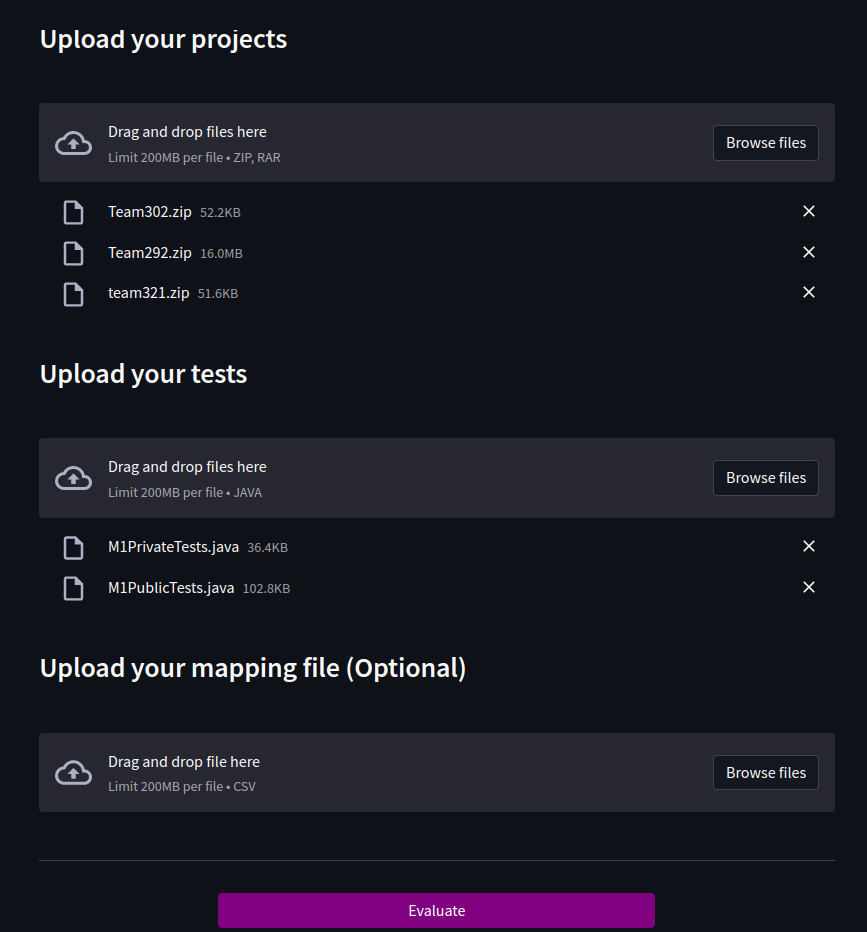 Upload your projects
Drag and drop files here
Limit 200MB per file • ZIP, RAR
Browse files
Team302.zip 52.2KB
Team292.zip 16.0MB
team321.zip 51.6KB
Upload your tests
Drag and drop files here
Limit 200MB per file • JAVA
Browse files
M1PrivateTests.java 36.4KB
M1PublicTests.java 102.8KB
Upload your mapping file (Optional)
Drag and drop file here
Limit 200MB per file • CSV
Browse files
Evaluate